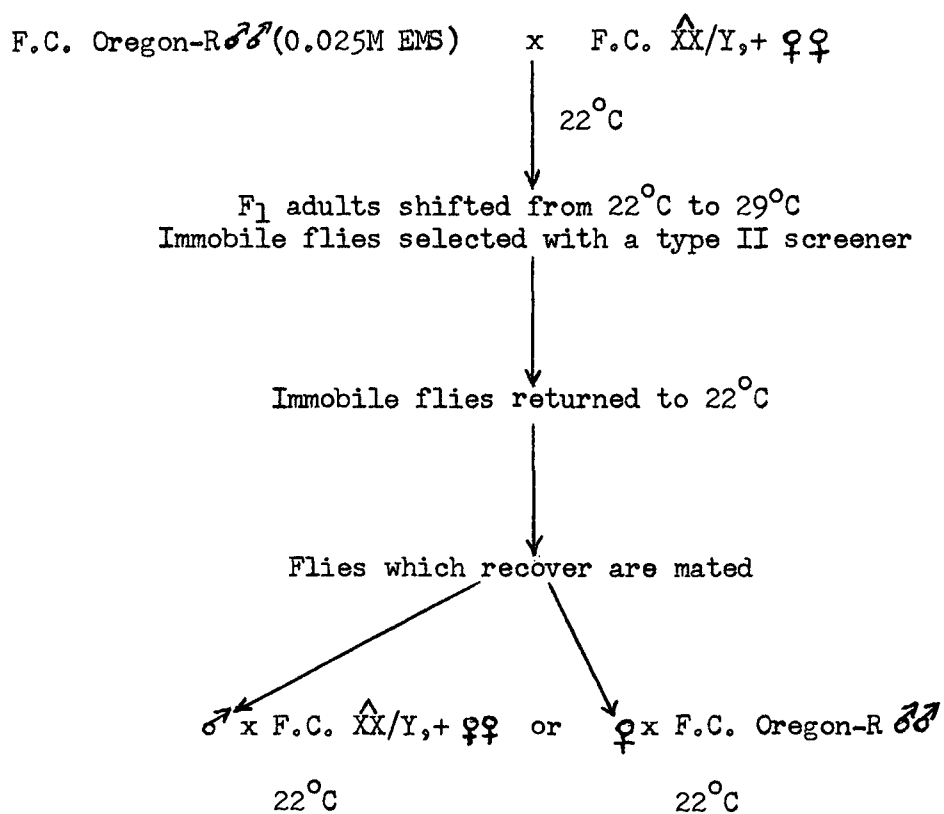 F.C. Oregon-R♂♂(0.025M EMS) x F.C. X̂X/Y,+ ♀♀
22°C
F1 adults shifted from 22°C to 29°C
Immobile flies selected with a type II screener
Immobile flies returned to 22°C
Flies which recover are mated
♂ x F.C. X̂X/Y,+ ♀♀ or ♀ x F.C. Oregon-R ♂♂
22°C 22°C